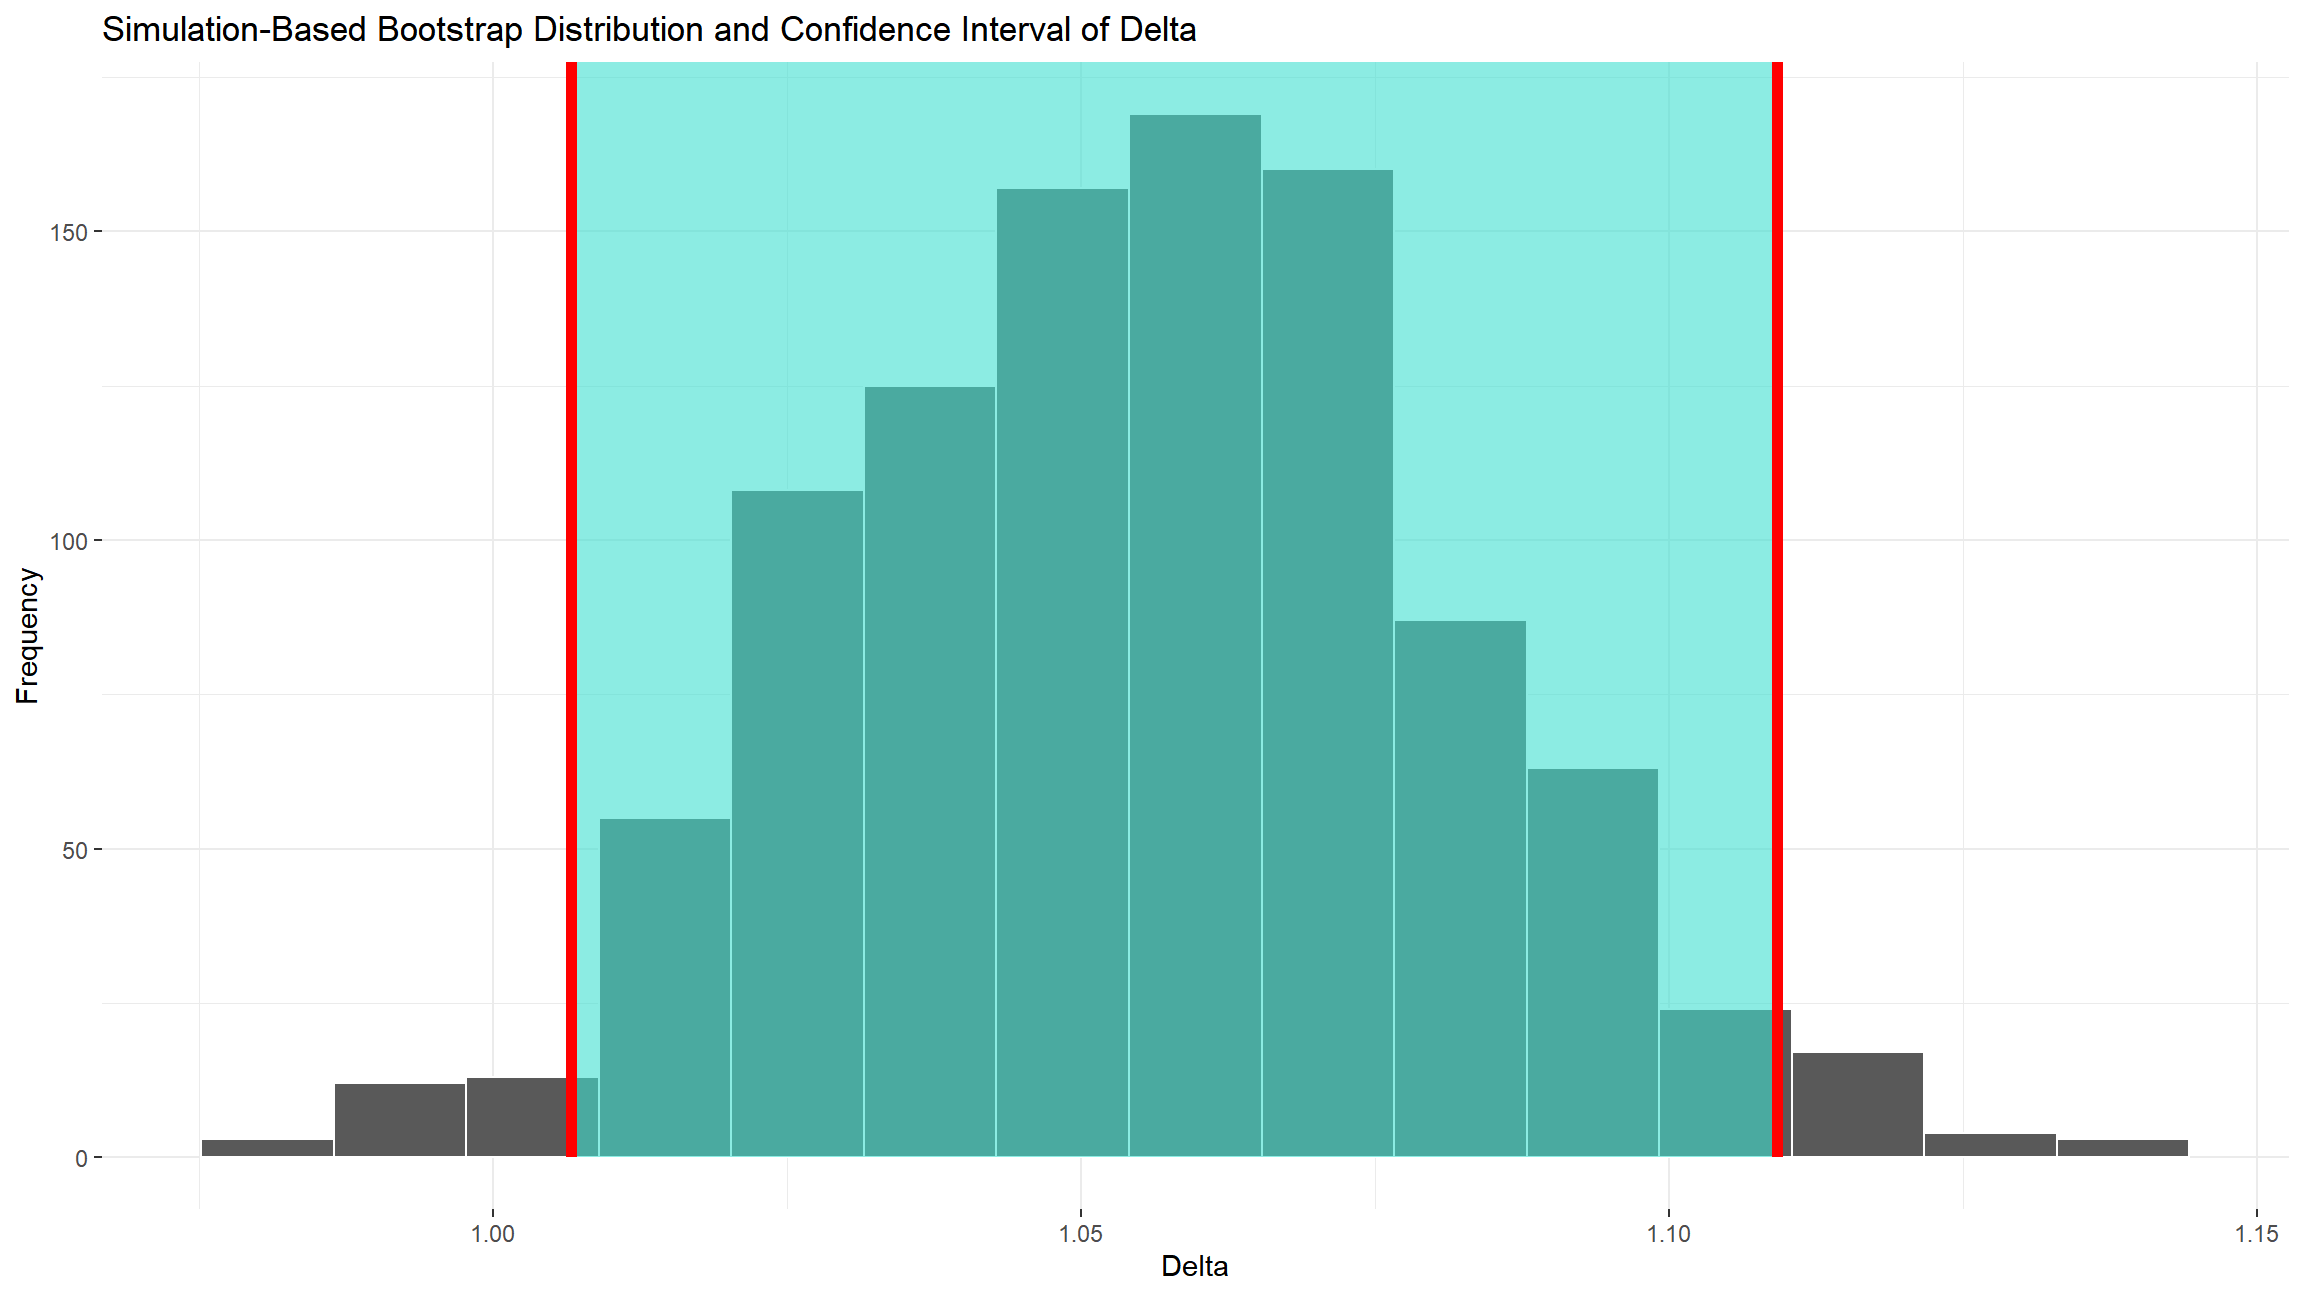 Simulation-Based Bootstrap Distribution and Confidence Interval of Delta
150
100
50
0
Frequency
1.00 1.05 1.10 1.15
Delta